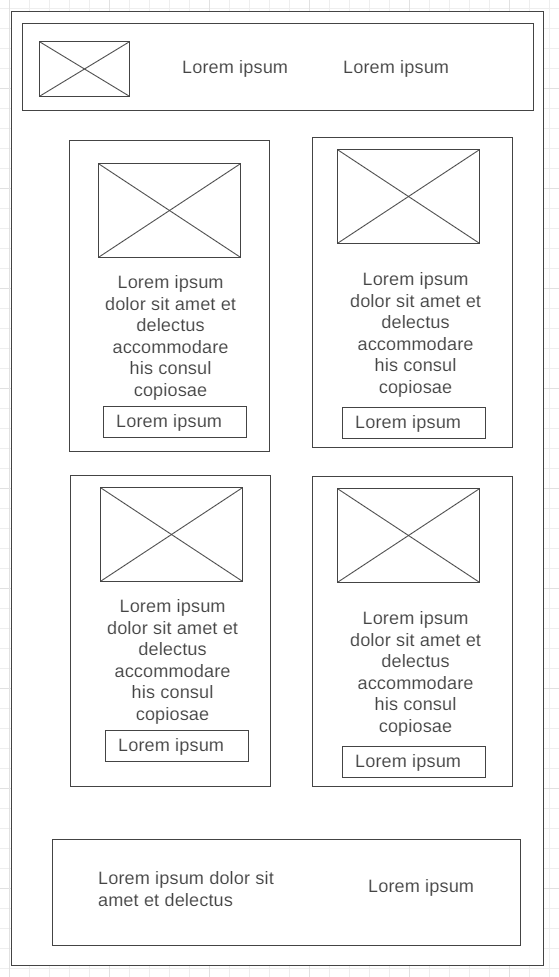 Lorem ipsum
Lorem ipsum
Lorem ipsum
dolor sit amet et
delectus
accommodare
his consul
copiosae
Lorem ipsum
Lorem ipsum
dolor sit amet et
delectus
accommodare
his consul
copiosae
Lorem ipsum
Lorem ipsum
dolor sit amet et
delectus
accommodare
his consul
copiosae
Lorem ipsum
Lorem ipsum
dolor sit amet et
delectus
accommodare
his consul
copiosae
Lorem ipsum
Lorem ipsum dolor sit
amet et delectus
Lorem ipsum